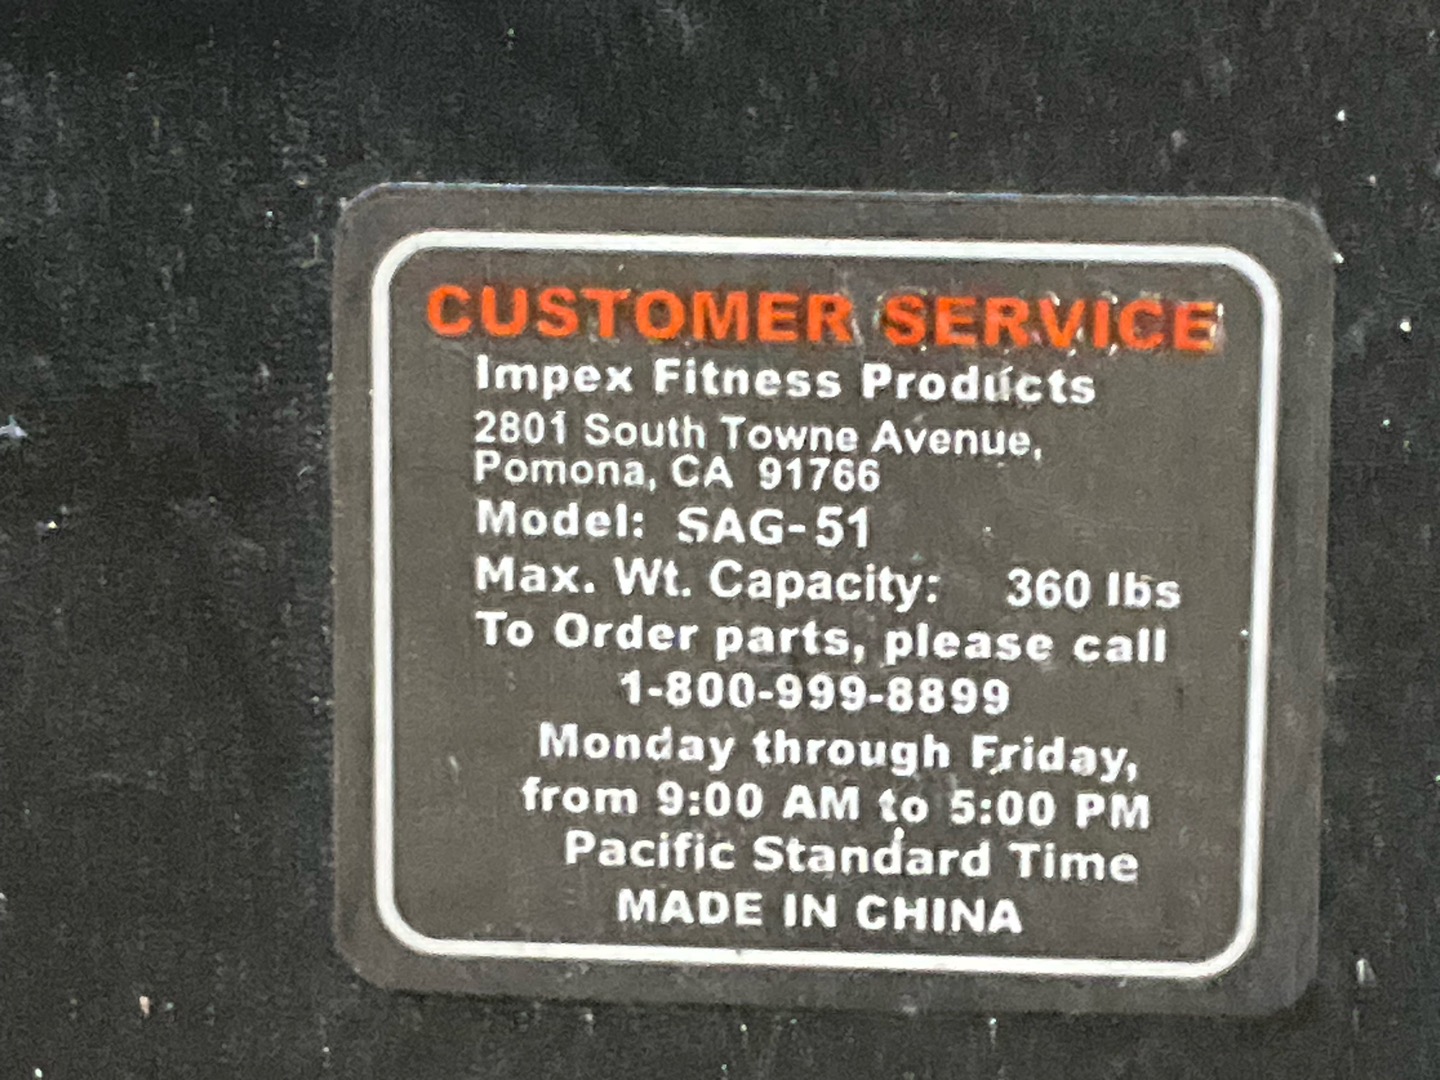 CUSTOMER SERVICE
Impex Fitness Products
2801 South Towne Avenue,
Pomona, CA 91766
Model: SAG-51
Max. Wt. Capacity: 360 lbs
To Order parts, please call
1-800-999-8899
Monday through Friday,
from 9:00 AM to 5:00 PM
Pacific Standard Time
MADE IN CHINA